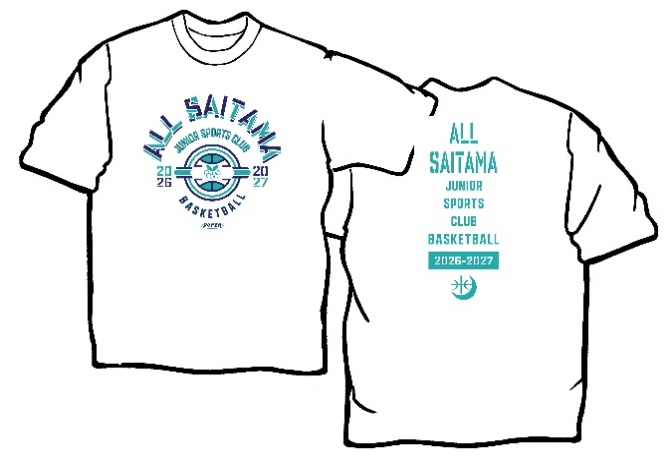 ALL SAITAMA
JUNIOR SPORTS CLUB
20 20
26 27
BASKETBALL
ALL
SAITAMA
JUNIOR
SPORTS
CLUB
BASKETBALL
2026-2027